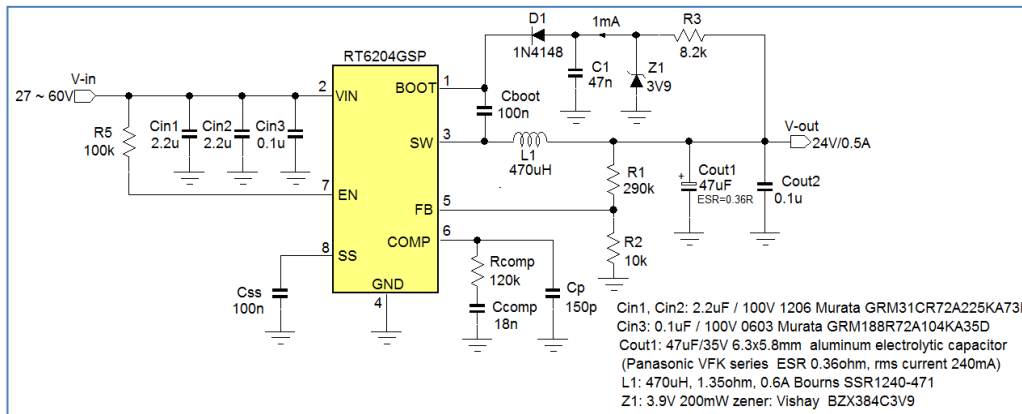 D1
1N4148
1mA
R3
8.2k
RT6204GSP
C1
47n
Z1
3V9
V-in
27 ~ 60V
2
VIN
BOOT
1
Cboot
100n
Cin1
2.2u
Cin2
2.2u
Cin3
0.1u
R5
100k
SW
3
L1
470uH
V-out
24V/0.5A
R1
290k
+
Cout1
47uF
ESR=0.36R
Cout2
0.1u
7
EN
FB
5
R2
10k
COMP
6
8
SS
Rcomp
120k
Css
100n
GND
4
Ccomp
18n
Cp
150p
Cin1, Cin2: 2.2uF / 100V 1206 Murata GRM31CR72A225KA73
Cin3: 0.1uF / 100V 0603 Murata GRM188R72A104KA35D
Cout1: 47uF/35V 6.3x5.8mm aluminum electrolytic capacitor
(Panasonic VFK series ESR 0.36ohm, rms current 240mA)
L1: 470uH, 1.35ohm, 0.6A Bourns SSR1240-471
Z1: 3.9V 200mW zener: Vishay BZX384C3V9